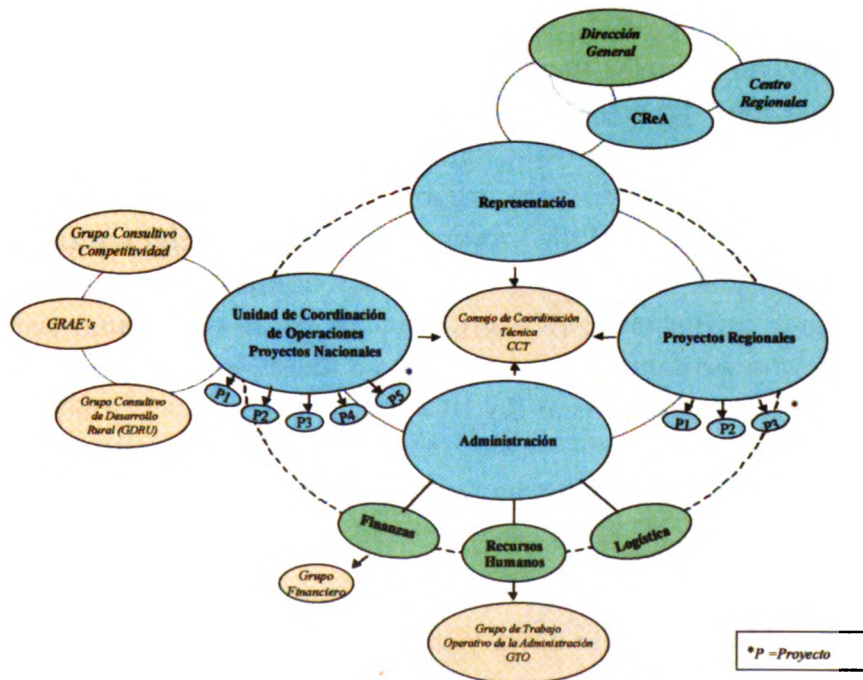 Dirección
General
Centro
Regionales
CReA
Representación
Grupo Consultivo
Competitividad
GRAE's
Grupo Consultivo
de Desarrollo
Rural (GDRU)
Unidad de Coordinación
de Operaciones
Proyectos Nacionales
*
P1
P2
P3
P4
P5
Consejo de Coordinación
Técnica
CCT
Proyectos Regionales
P1
P2
P3
*
Administración
Finanzas
Recursos
Humanos
Logística
Grupo
Financiero
Grupo de Trabajo
Operativo de la Administración
GTO
*P =Proyecto